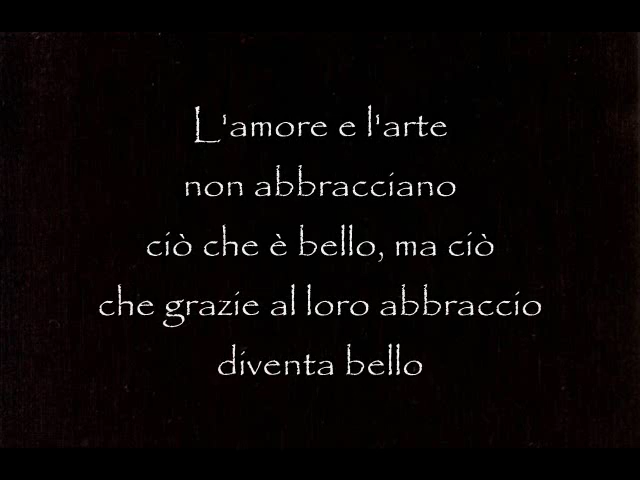 L'amore e l'arte
non abbracciano
ciò che è bello, ma ciò
che grazie al loro abbraccio
diventa bello